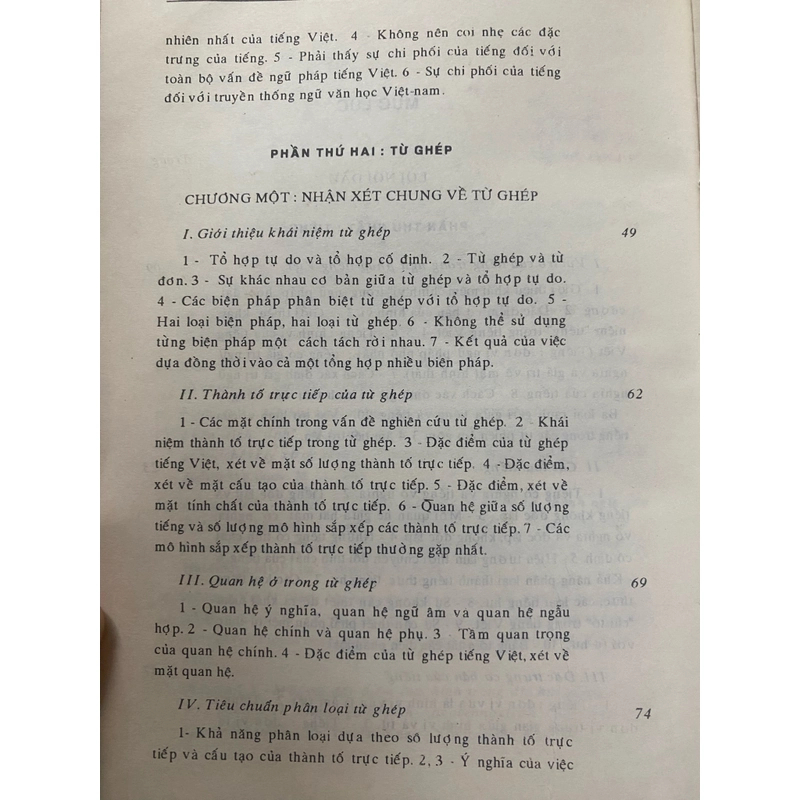 nhiên nhất của tiếng Việt. 4 - Không nên coi nhẹ các đặc
trưng của tiếng. 5 - Phải thấy sự chi phối của tiếng đối với
toàn bộ vấn đề ngữ pháp tiếng Việt. 6 - Sự chi phối của tiếng
đối với truyền thống ngữ văn học Việt-nam.
PHẦN THỨ HAI : TỪ GHÉP
CHƯƠNG MỘT : NHẬN XÉT CHUNG VỀ TỪ GHÉP
I. Giới thiệu khái niệm từ ghép 49
1 - Tổ hợp tự do và tổ hợp cố định. 2 - Từ ghép và từ
đơn. 3 - Sự khác nhau cơ bản giữa từ ghép và tổ hợp tự do.
4 - Các biện pháp phân biệt từ ghép với tổ hợp tự do. 5 -
Hai loại biện pháp, hai loại từ ghép. 6 - Không thể sử dụng
từng biện pháp một cách tách rời nhau. 7 - Kết quả của việc
dựa đồng thời vào cả một tổng hợp nhiều biện pháp.
II. Thành tố trực tiếp của từ ghép 62
1 - Các mặt chính trong vấn đề nghiên cứu từ ghép. 2 - Khái
niệm thành tố trực tiếp trong từ ghép. 3 - Đặc điểm của từ ghép
tiếng Việt, xét về mặt số lượng thành tố trực tiếp. 4 - Đặc điểm,
xét về mặt cấu tạo của thành tố trực tiếp. 5 - Đặc điểm, xét về
mặt tính chất của thành tố trực tiếp. 6 - Quan hệ giữa số lượng
tiếng và số lượng mô hình sắp xếp các thành tố trực tiếp. 7 - Các
mô hình sắp xếp thành tố trực tiếp thường gặp nhất.
III. Quan hệ ở trong từ ghép 69
1 - Quan hệ ý nghĩa, quan hệ ngữ âm va quan hê ngẫu
hợp. 2 - Quan hệ chính và quan hệ phụ. 3 - Tầm quan trọng
của quan hệ chính. 4 - Đặc điểm của từ ghép tiếng Việt, xét về
mặt quan hệ.
IV. Tiêu chuẩn phân loại từ ghép 74
1- Khả năng phân loại dựa theo số lượng thành tố trực
tiếp và cấu tạo của thành tố trực tiếp. 2, 3 - Ý nghĩa của việc